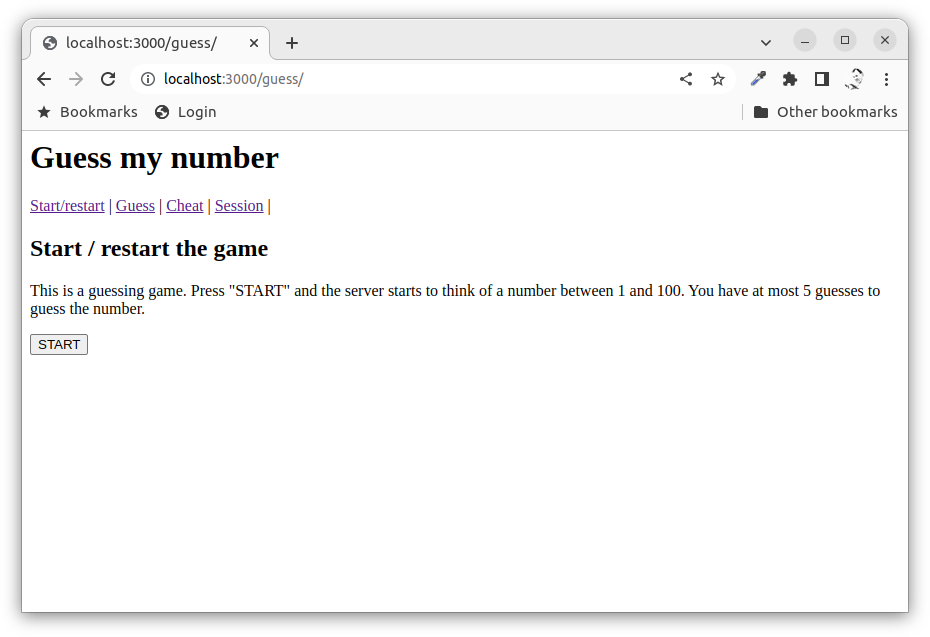 localhost:3000/guess/
localhost:3000/guess/
Bookmarks Login Other bookmarks
Guess my number
Start/restart | Guess | Cheat | Session |
Start / restart the game
This is a guessing game. Press "START" and the server starts to think of a number between 1 and 100. You have at most 5 guesses to
guess the number.
START